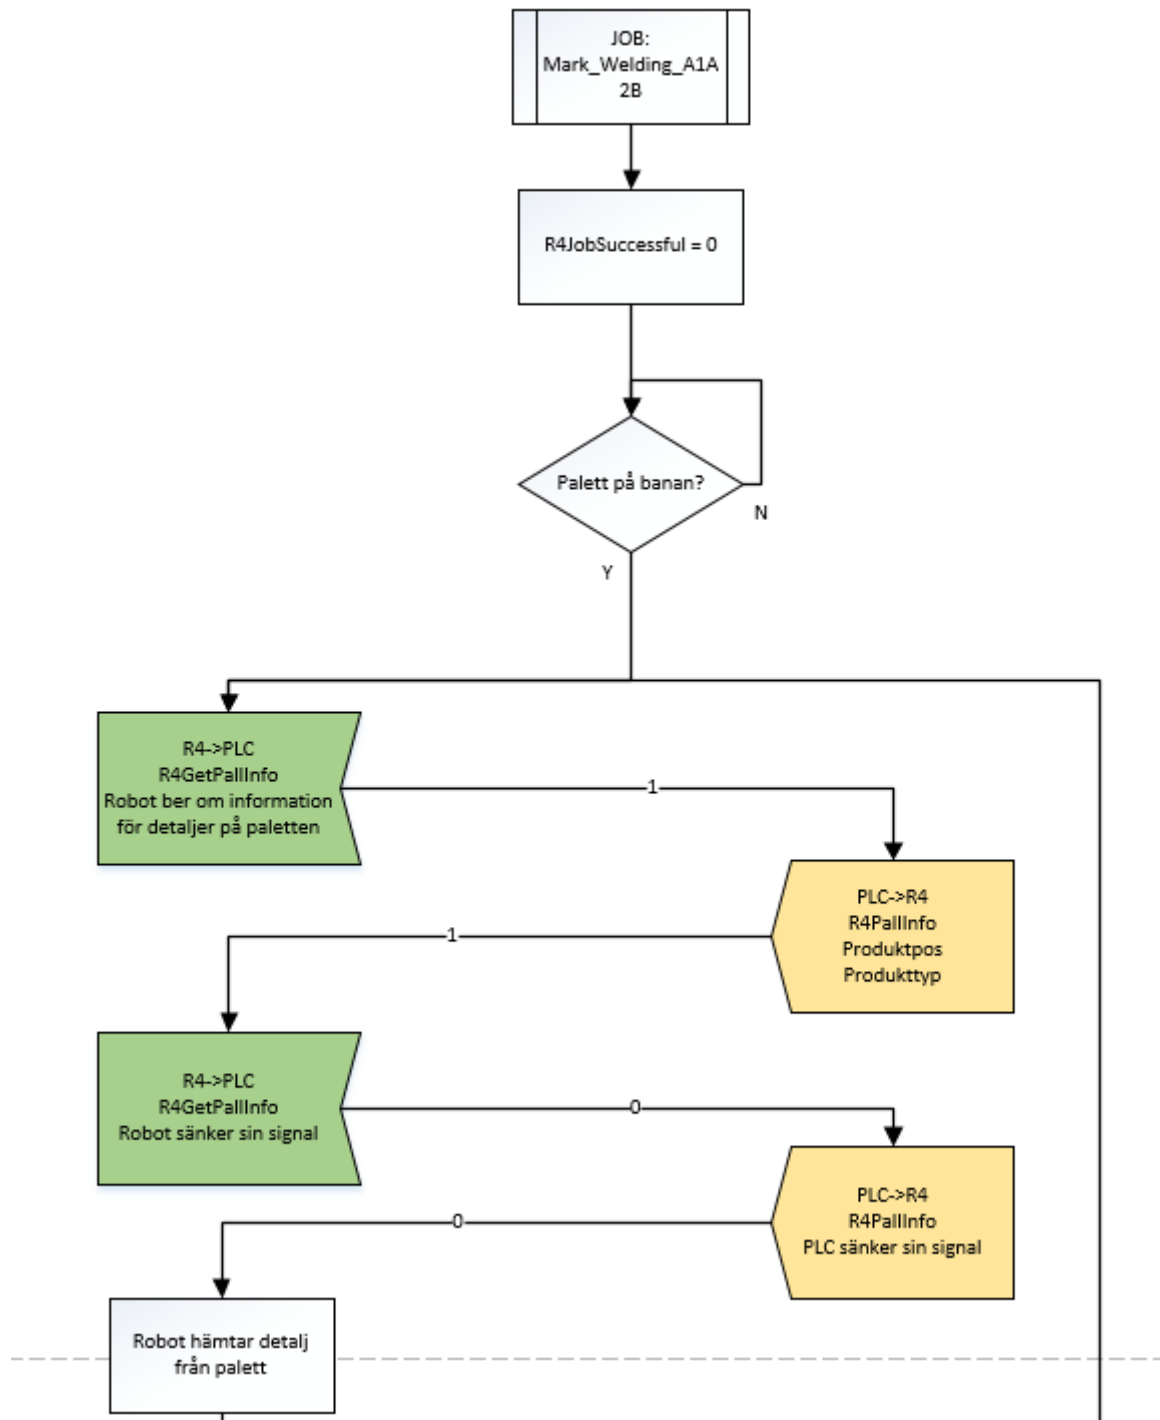 JOB:
Mark_Welding_A1A
2B
R4JobSuccessful = 0
Palett på banan?
N
Y
R4->PLC
R4GetPallInfo
Robot ber om information
för detaljer på paletten
1
PLC->R4
R4PallInfo
Produktpos
Produkttyp
1
R4->PLC
R4GetPallInfo
Robot sänker sin signal
0
PLC->R4
R4PallInfo
PLC sänker sin signal
0
Robot hämtar detalj
från palett